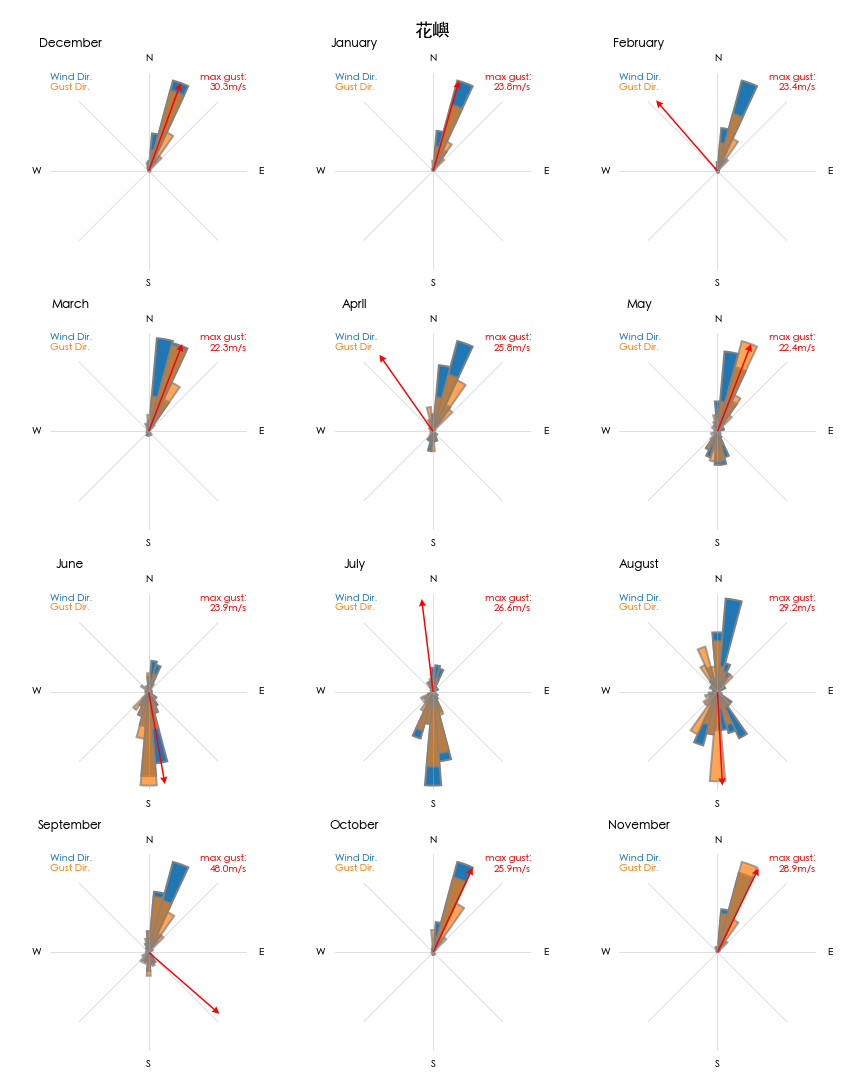 花嶼
December
N
Wind Dir.
Gust Dir.
max gust:
30.3m/s
W
E
S
January
N
Wind Dir.
Gust Dir.
max gust:
23.8m/s
W
E
S
February
N
Wind Dir.
Gust Dir.
max gust:
23.4m/s
W
E
S
March
N
Wind Dir.
Gust Dir.
max gust:
22.3m/s
W
E
S
April
N
Wind Dir.
Gust Dir.
max gust:
25.8m/s
W
E
S
May
N
Wind Dir.
Gust Dir.
max gust:
22.4m/s
W
E
S
June
N
Wind Dir.
Gust Dir.
max gust:
23.9m/s
W
E
S
July
N
Wind Dir.
Gust Dir.
max gust:
26.6m/s
W
E
S
August
N
Wind Dir.
Gust Dir.
max gust:
29.2m/s
W
E
S
September
N
Wind Dir.
Gust Dir.
max gust:
48.0m/s
W
E
S
October
N
Wind Dir.
Gust Dir.
max gust:
25.9m/s
W
E
S
November
N
Wind Dir.
Gust Dir.
max gust:
28.9m/s
W
E
S